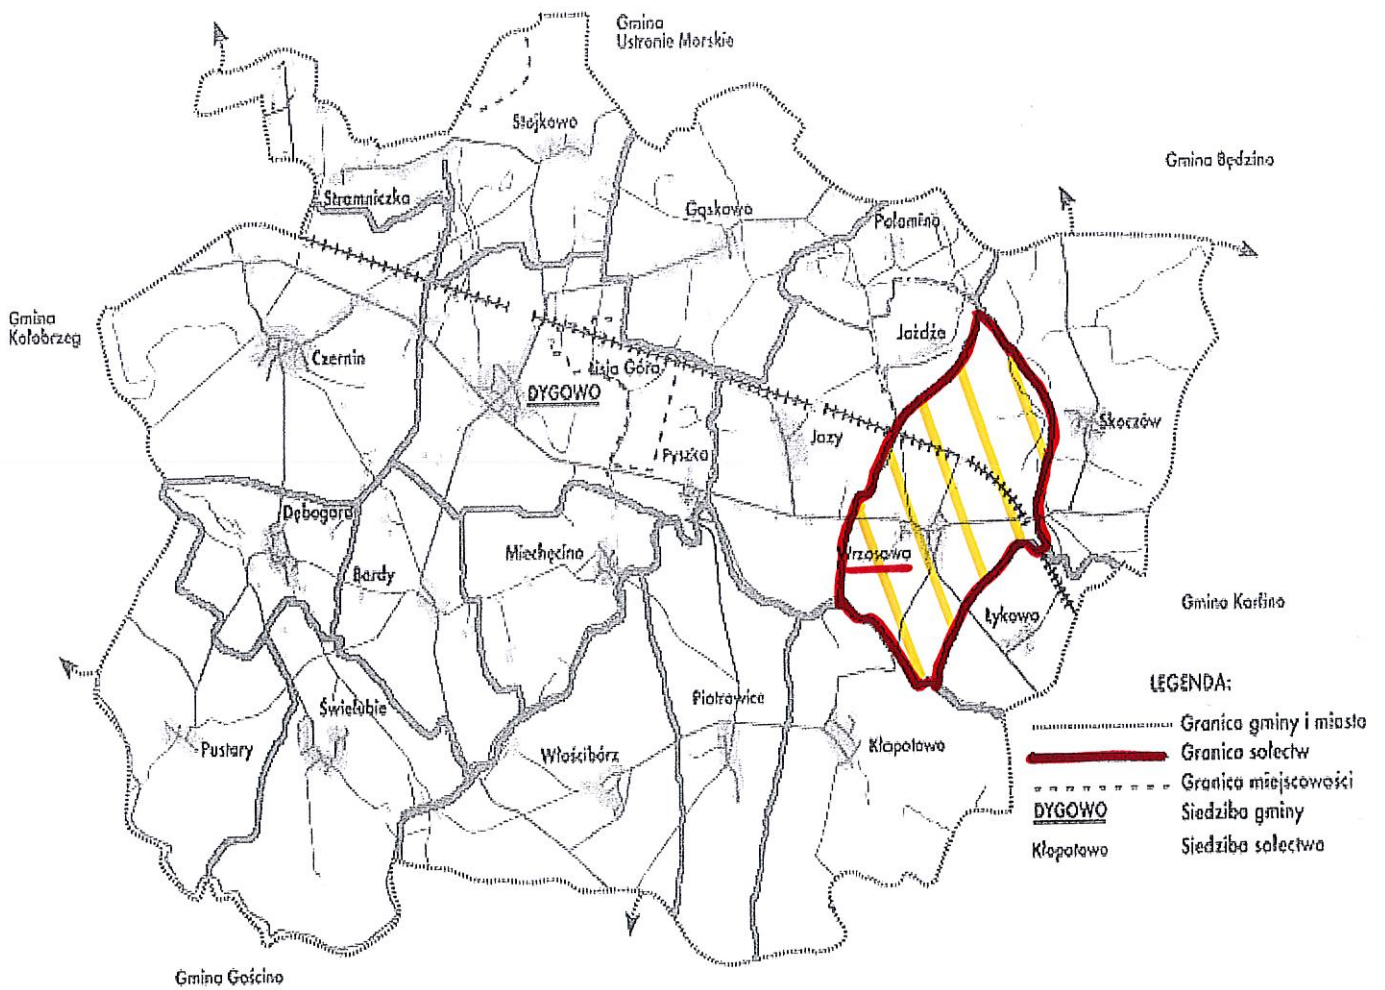 Gmina
Ustronie Morskie
Gmina Będzino
Stojkowo
Stramniczka
Gąskowo
Połomino
Gmina
Kołobrzeg
Jażdże
Czernin
Lisia Góra
DYGOWO
Jazy
Skoczów
Pyszka
Dębogard
Miechęcino
Wrzosowo
Bardy
Łykowo
Gmina Karlino
Świelubie
Piotrowice
Pustary
Włościbórz
Kłopotowo
LEGENDA:
Granica gminy i miasta
Granica sołectw
Granica miejscowości
DYGOWO Siedziba gminy
Kłopotowo Siedziba sołectwa
Gmina Gościno